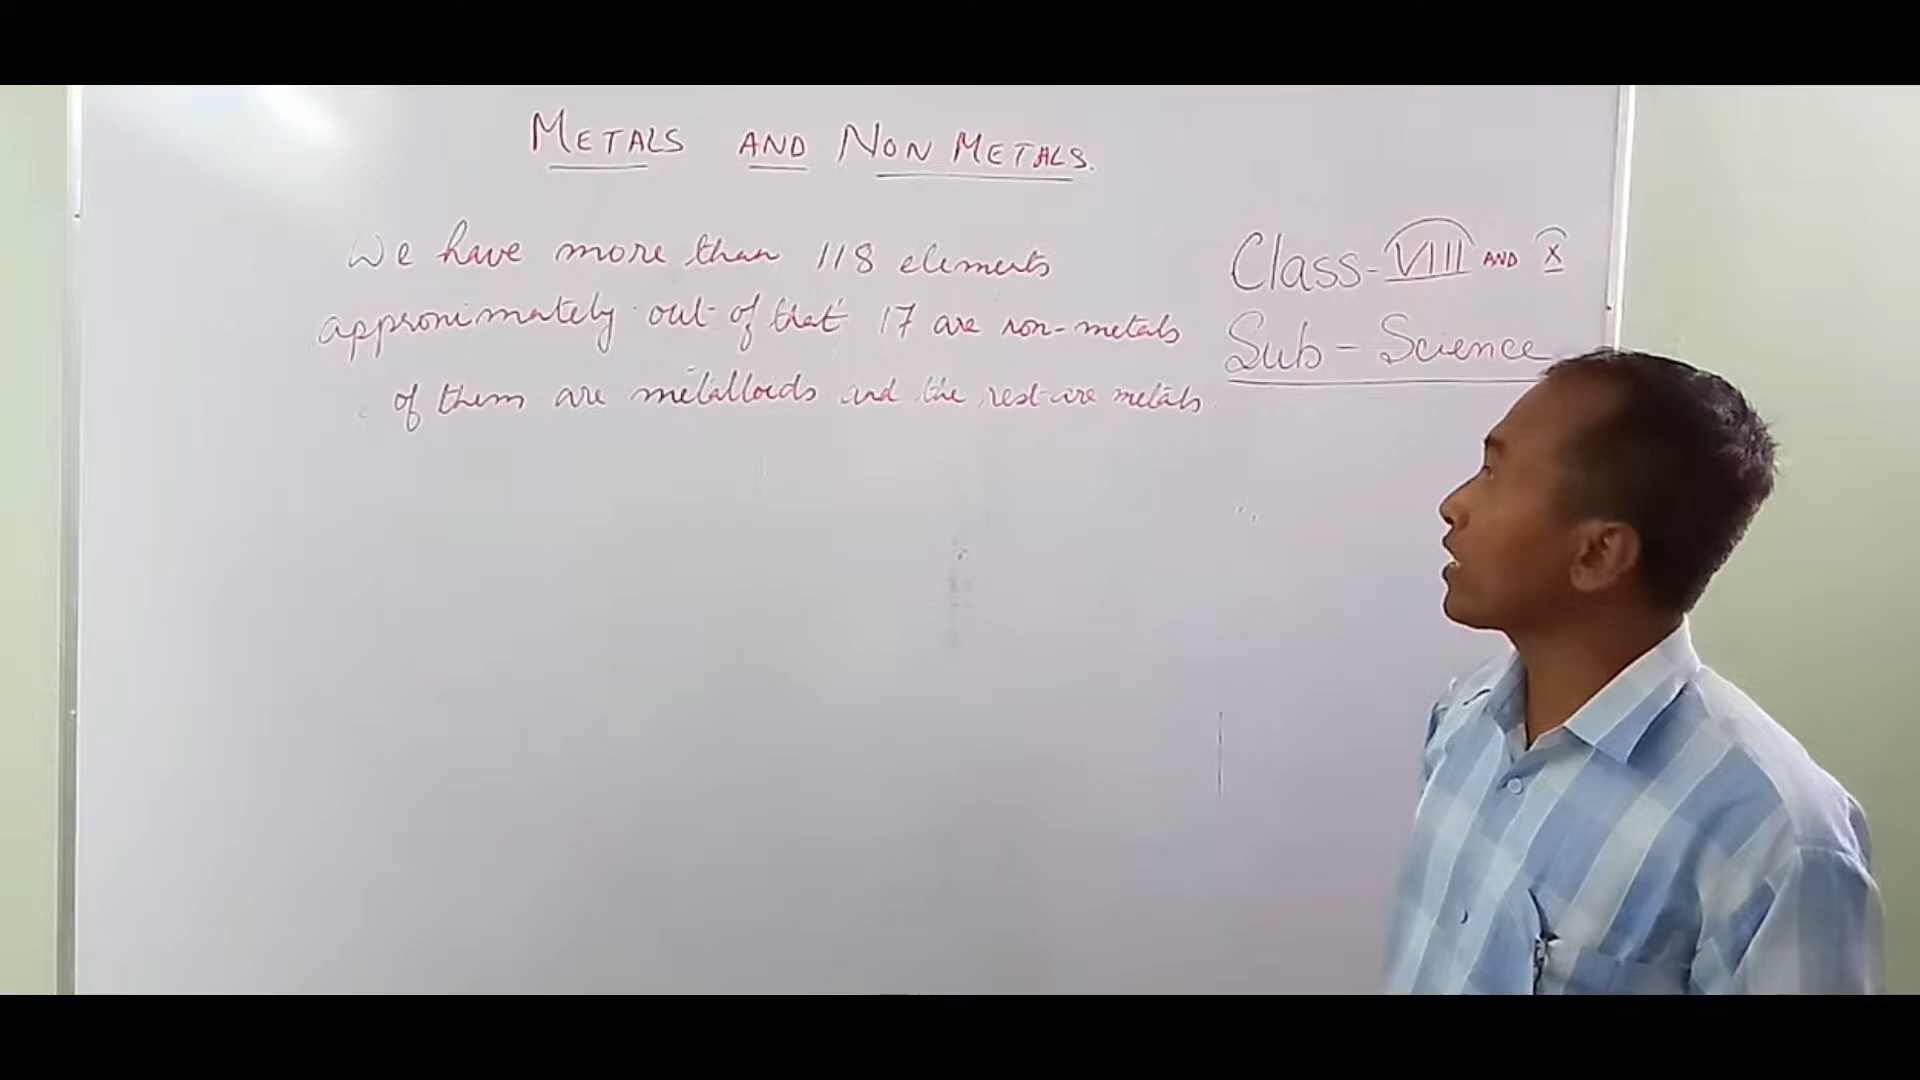 METALS AND NON METALS.
We have more than 118 elements
approximately out of that 17 are non-metals
of them are metalloids and the rest are metals.
Class - VIII AND X
Sub - Science